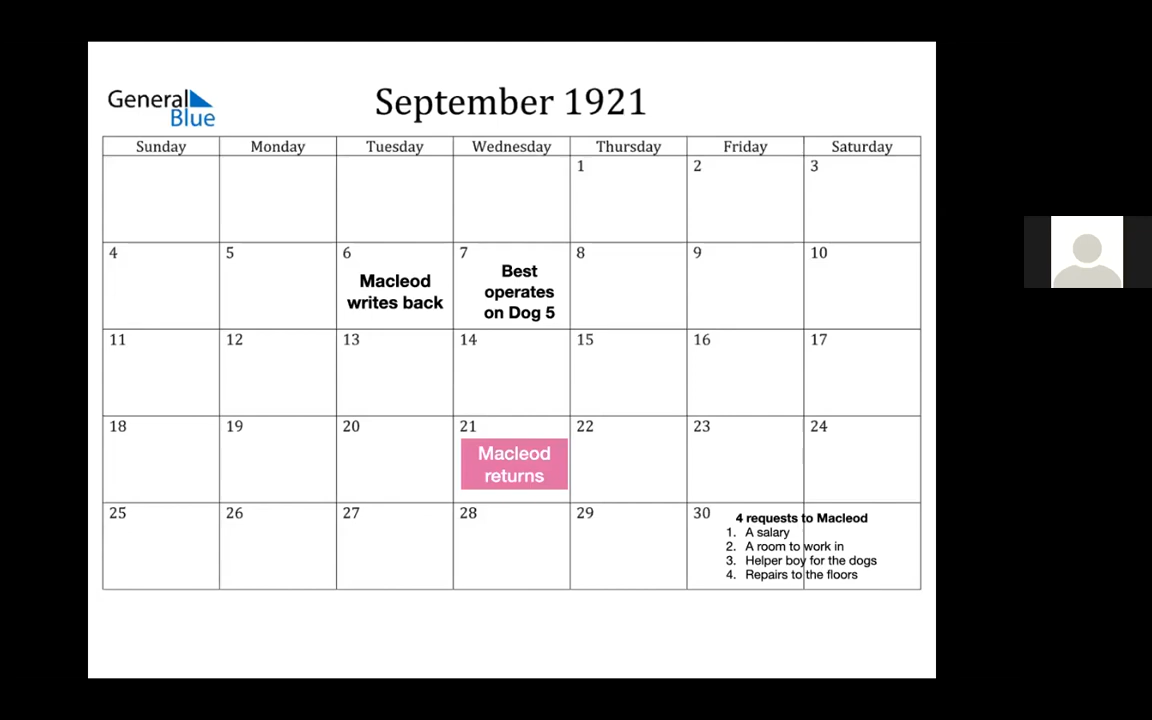 General
Blue
September 1921
Sunday Monday Tuesday Wednesday Thursday Friday Saturday
1 2 3
4 5 6 7 8 9 10
Macleod
writes back
Best
operates
on Dog 5
11 12 13 14 15 16 17
18 19 20 21 22 23 24
Macleod
returns
25 26 27 28 29 30
4 requests to Macleod
1. A salary
2. A room to work in
3. Helper boy for the dogs
4. Repairs to the floors